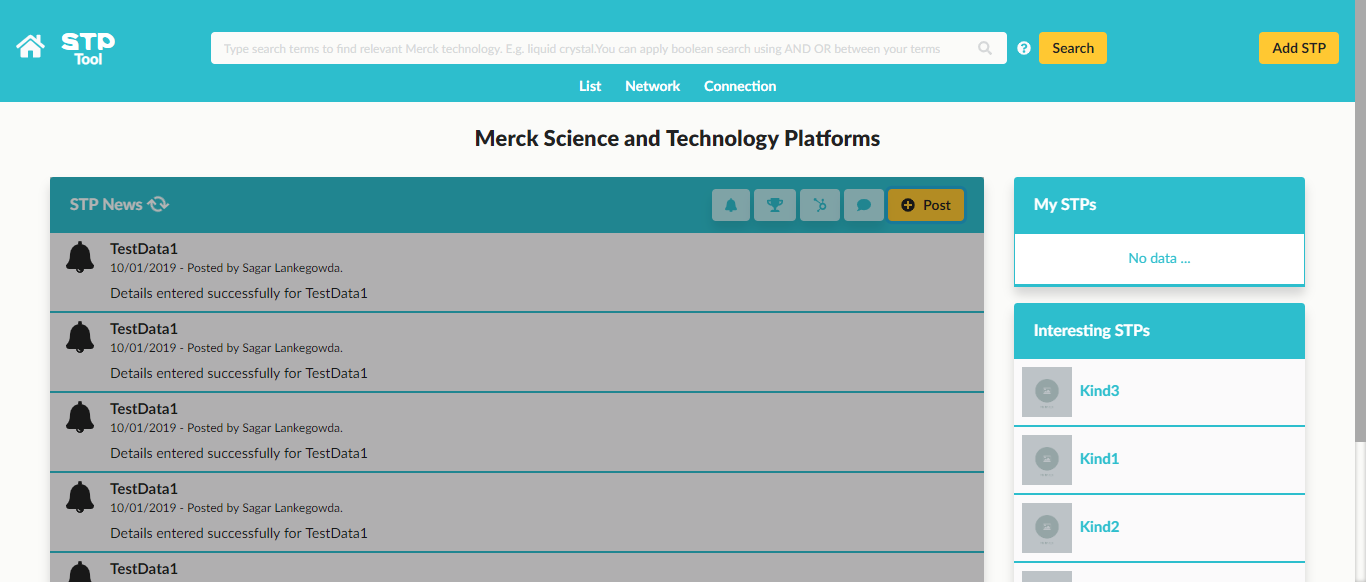 STP
Tool
Type search terms to find relevant Merck technology. E.g. liquid crystal.You can apply boolean search using AND OR between your terms
?
Search
Add STP
List Network Connection
Merck Science and Technology Platforms
STP News
Post
TestData1
10/01/2019 - Posted by Sagar Lankegowda.
Details entered successfully for TestData1
TestData1
10/01/2019 - Posted by Sagar Lankegowda.
Details entered successfully for TestData1
TestData1
10/01/2019 - Posted by Sagar Lankegowda.
Details entered successfully for TestData1
TestData1
10/01/2019 - Posted by Sagar Lankegowda.
Details entered successfully for TestData1
TestData1
My STPs
No data ...
Interesting STPs
Kind3
Kind1
Kind2